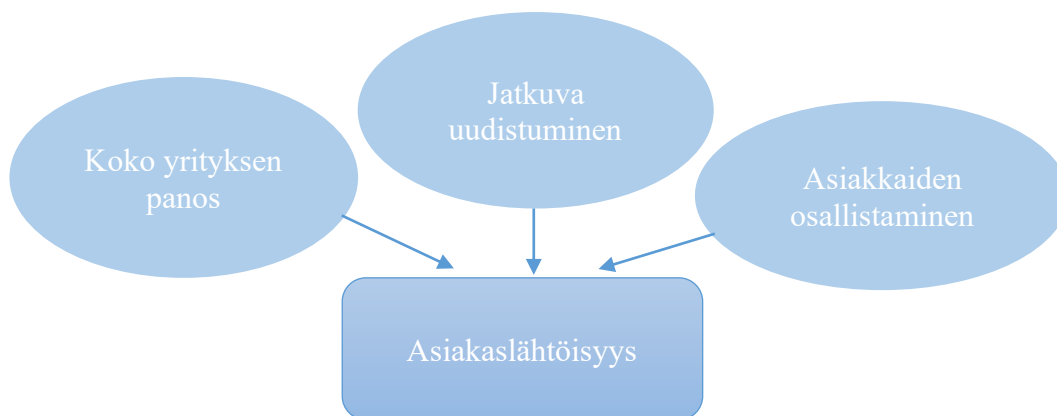 Koko yrityksen
panos
Jatkuva
uudistuminen
Asiakkaiden
osallistaminen
Asiakaslähtöisyys